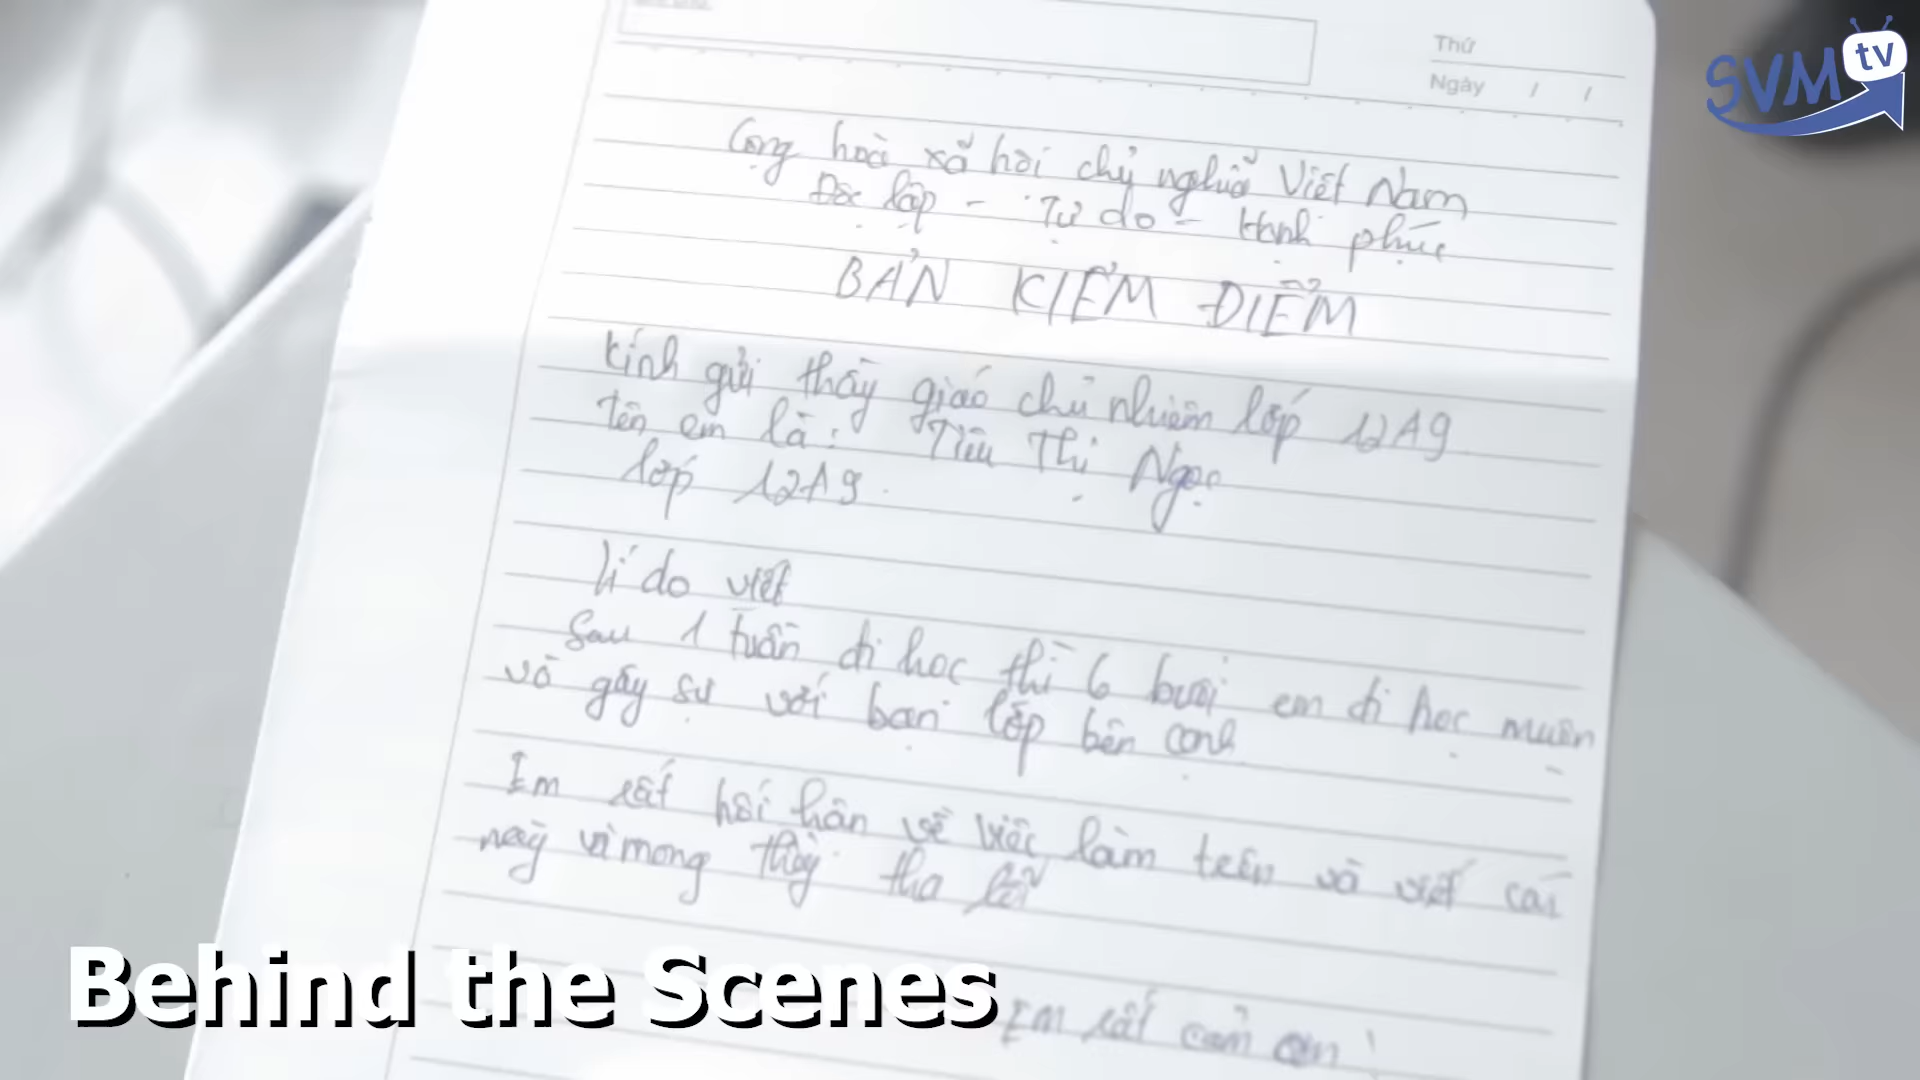 Thứ
Ngày / /
SVM tv
Cộng hoà xã hội chủ nghĩa Việt Nam
Độc lập - Tự do - Hạnh phúc
BẢN KIỂM ĐIỂM
kính gửi thầy giáo chủ nhiệm lớp 12A9
tên em là: Tiêu Thị Ngọc
lớp 12A9.
lí do viết
Sau 1 tuần đi học thì 6 buổi em đi học muộn
và gây sự với bạn lớp bên cạnh
Em rất hối hận về việc làm trên và viết cái
này vì mong thầy tha lỗi
Em rất cảm ơn!
Behind the Scenes